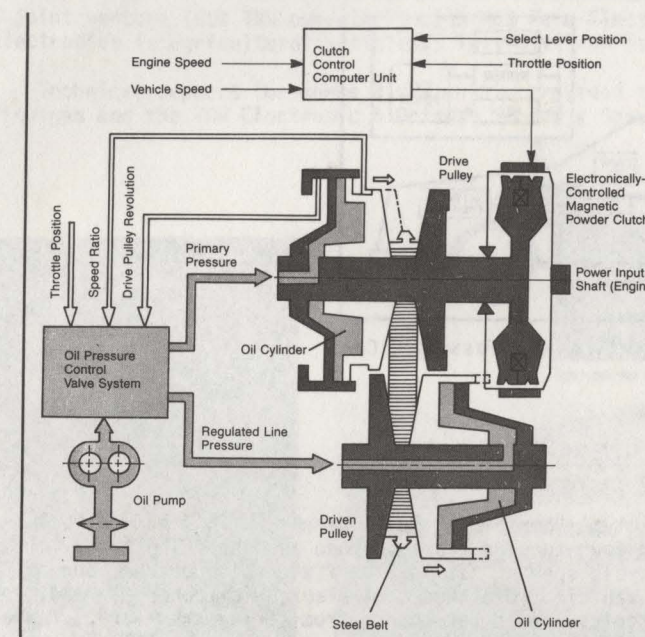 Clutch
Control
Computer Unit
Select Lever Position
Throttle Position
Engine Speed
Vehicle Speed
Drive
Pulley
Electronically-
Controlled
Magnetic
Powder Clutch
Throttle Position
Speed Ratio
Drive Pulley Revolution
Primary
Pressure
Power Input
Shaft (Engin
Oil Cylinder
Oil Pressure
Control
Valve System
Regulated Line
Pressure
Oil Pump
Driven
Pulley
Steel Belt
Oil Cylinder